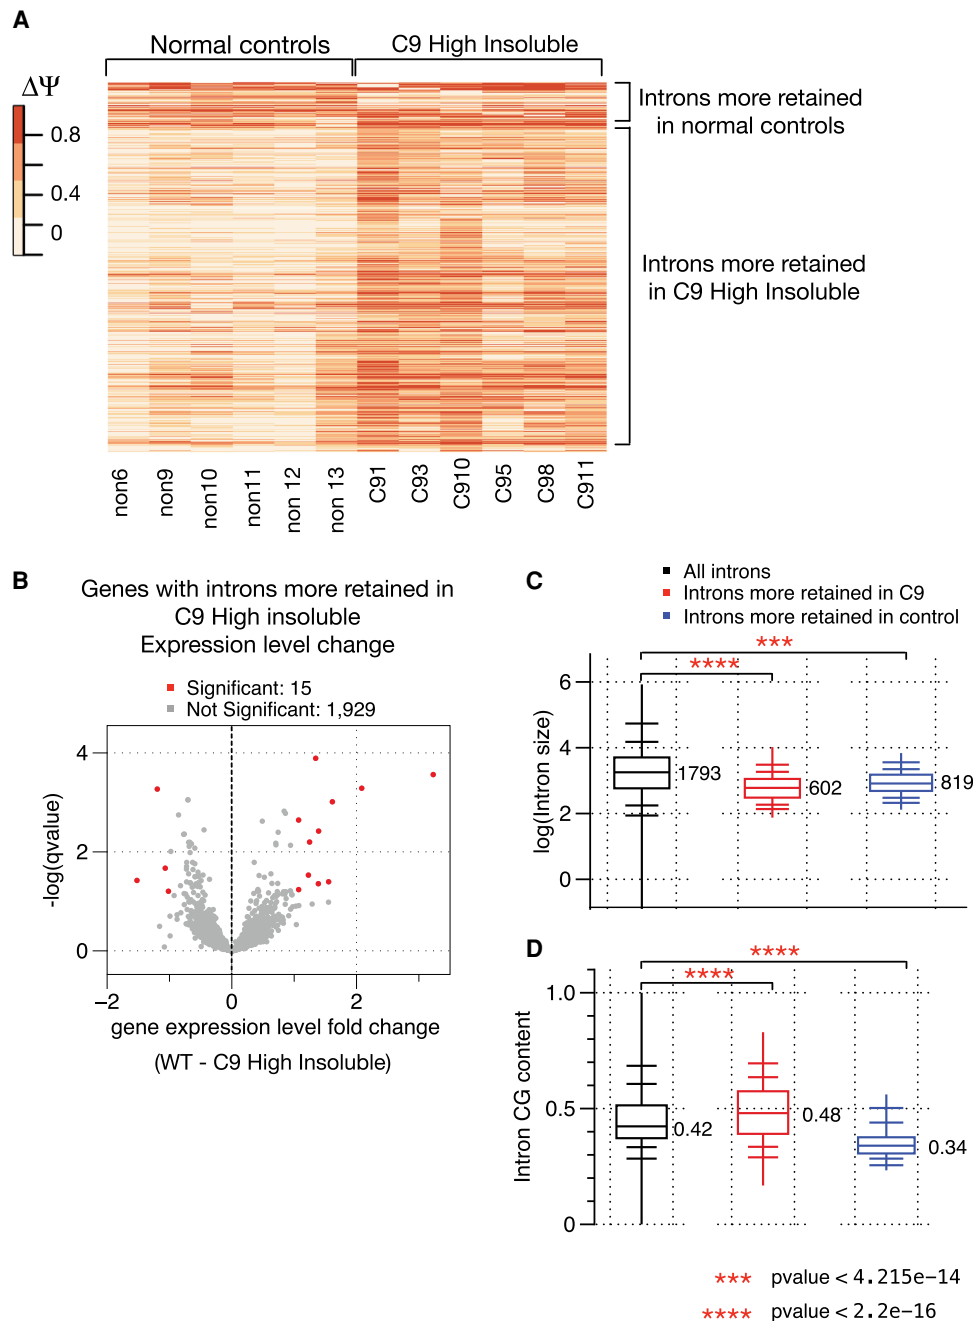 A
Normal controls
C9 High Insoluble
ΔΨ
0.8
0.4
0
Introns more retained
in normal controls
Introns more retained
in C9 High Insoluble
non6
non9
non10
non11
non 12
non 13
C91
C93
C910
C95
C98
C911
B
Genes with introns more retained in
C9 High insoluble
Expression level change
Significant: 15
Not Significant: 1,929
-log(qvalue)
4
2
0
−2
0
2
gene expression level fold change
(WT - C9 High Insoluble)
C
All introns
Introns more retained in C9
Introns more retained in control
***
****
log(Intron size)
6
4
2
0
1793
602
819
D
****
****
Intron CG content
1.0
0.5
0
0.42
0.48
0.34
*** pvalue < 4.215e−14
**** pvalue < 2.2e−16